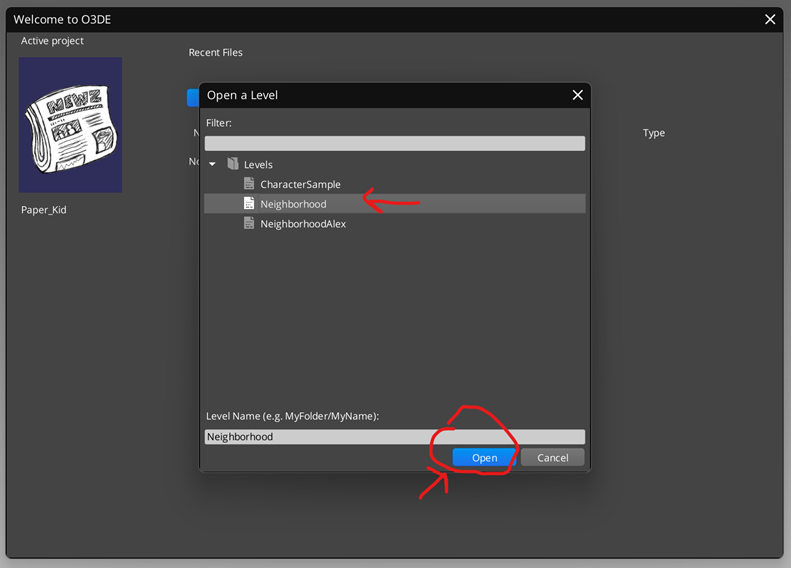 Welcome to O3DE
Active project
Recent Files
NEWZ
Type
Paper_Kid
Open a Level
Filter:
Levels
CharacterSample
Neighborhood
NeighborhoodAlex
Level Name (e.g. MyFolder/MyName):
Neighborhood
Open
Cancel